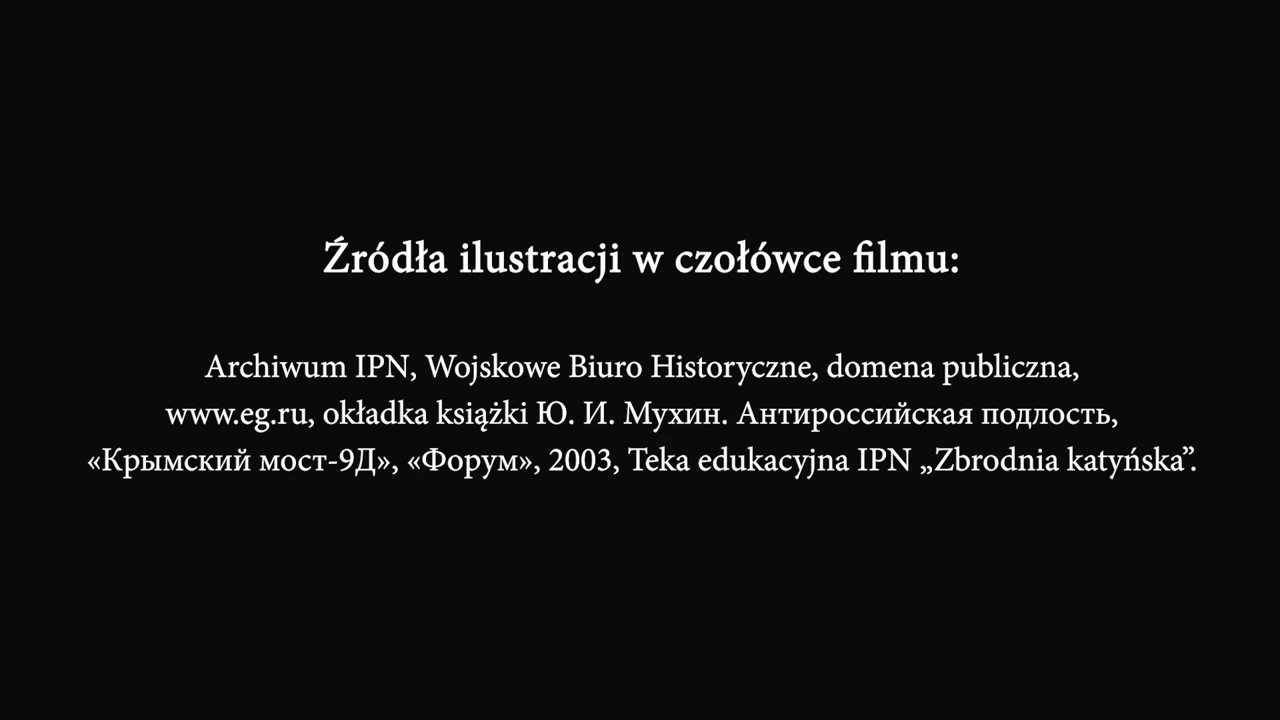 Źródła ilustracji w czołówce filmu:
Archiwum IPN, Wojskowe Biuro Historyczne, domena publiczna,
www.eg.ru, okładka książki Ю. И. Мухин. Антироссийская подлость,
«Крымский мост-9Д», «Форум», 2003, Teka edukacyjna IPN „Zbrodnia katyńska”.